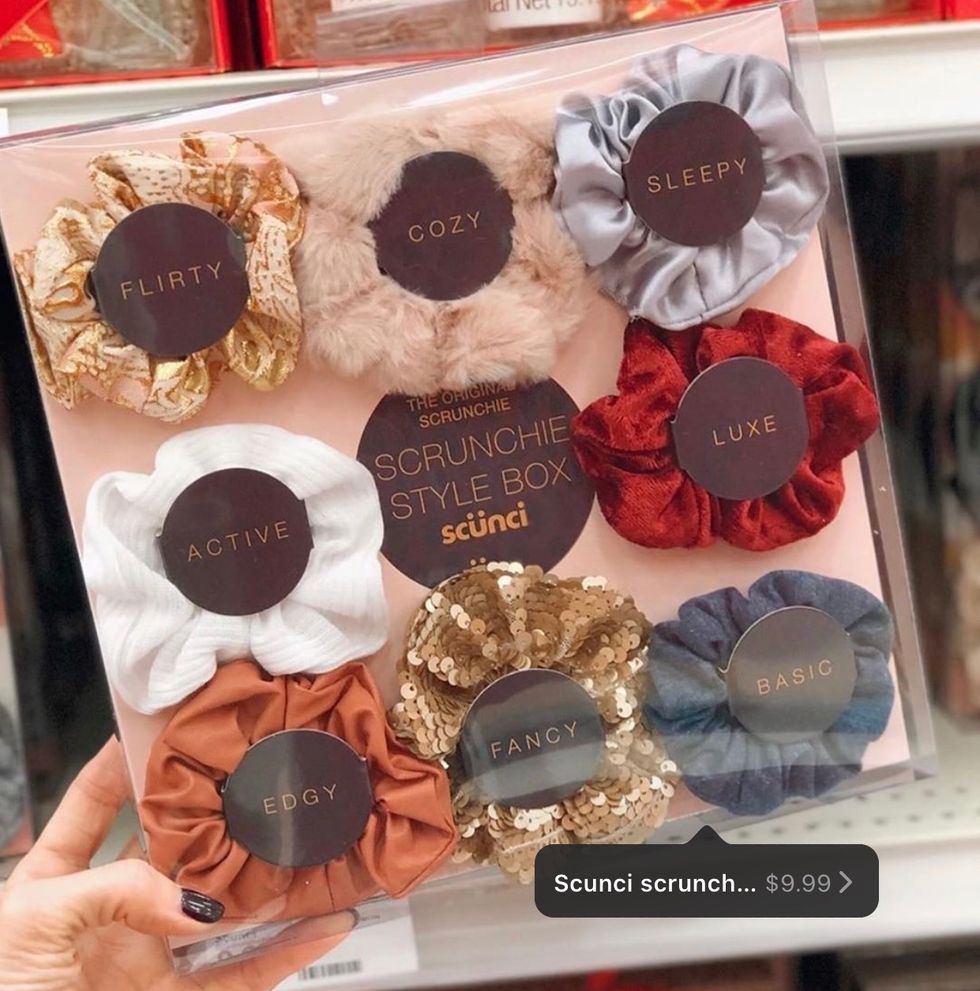 FLIRTY
COZY
SLEEPY
THE ORIGINAL
SCRUNCHIE
SCRUNCHIE
STYLE BOX
scünci
LUXE
ACTIVE
EDGY
FANCY
BASIC
Scunci scrunch... $9.99